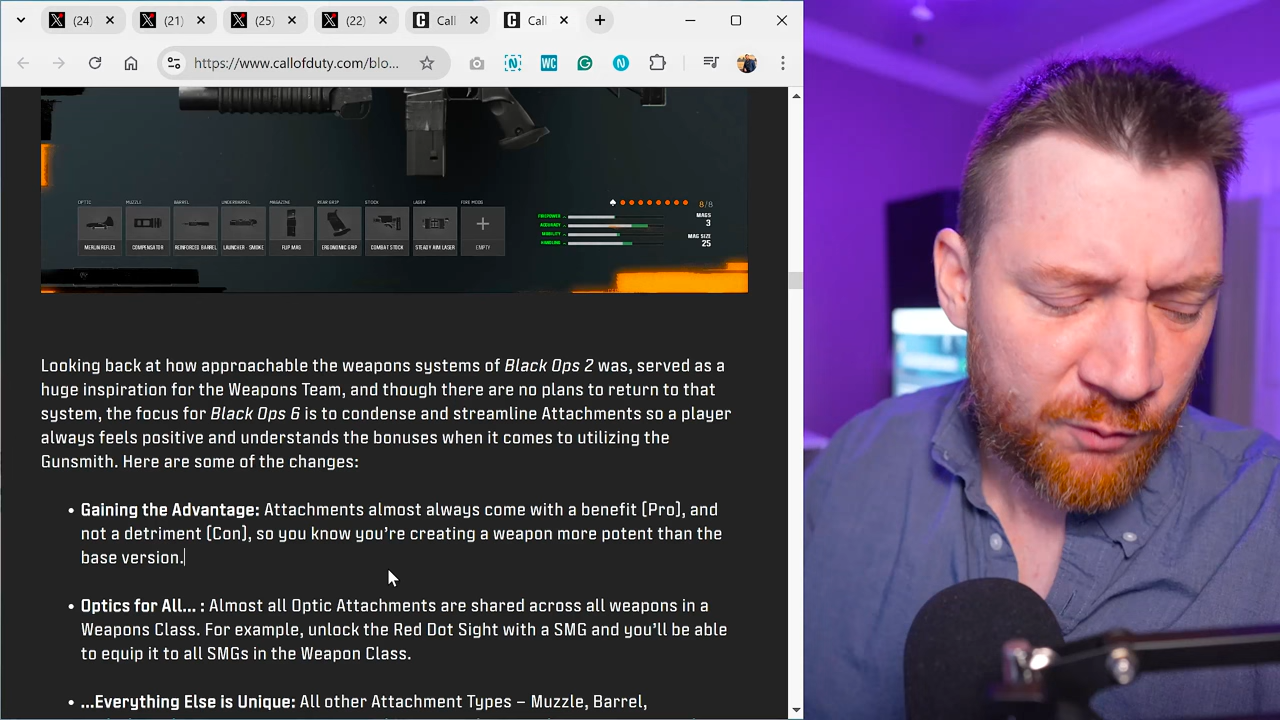 (24)
(21)
(25)
(22)
Call
Call
https://www.callofduty.com/blo...
WC
OPTIC
MUZZLE
BARREL
UNDERBARREL
MAGAZINE
REAR GRIP
STOCK
LASER
FIRE MODS
MERLIN REFLEX
COMPENSATOR
REINFORCED BARREL
LAUNCHER - SMOKE
FLIP MAG
ERGONOMIC GRIP
COMBAT STOCK
STEADY AIM LASER
EMPTY
8/8
FIREPOWER
ACCURACY
MOBILITY
HANDLING
MAGS
3
MAG SIZE
25
Looking back at how approachable the weapons systems of Black Ops 2 was, served as a
huge inspiration for the Weapons Team, and though there are no plans to return to that
system, the focus for Black Ops 6 is to condense and streamline Attachments so a player
always feels positive and understands the bonuses when it comes to utilizing the
Gunsmith. Here are some of the changes:
• Gaining the Advantage: Attachments almost always come with a benefit (Pro), and
not a detriment (Con), so you know you're creating a weapon more potent than the
base version.
• Optics for All... : Almost all Optic Attachments are shared across all weapons in a
Weapons Class. For example, unlock the Red Dot Sight with a SMG and you'll be able
to equip it to all SMGs in the Weapon Class.
• ...Everything Else is Unique: All other Attachment Types – Muzzle, Barrel,